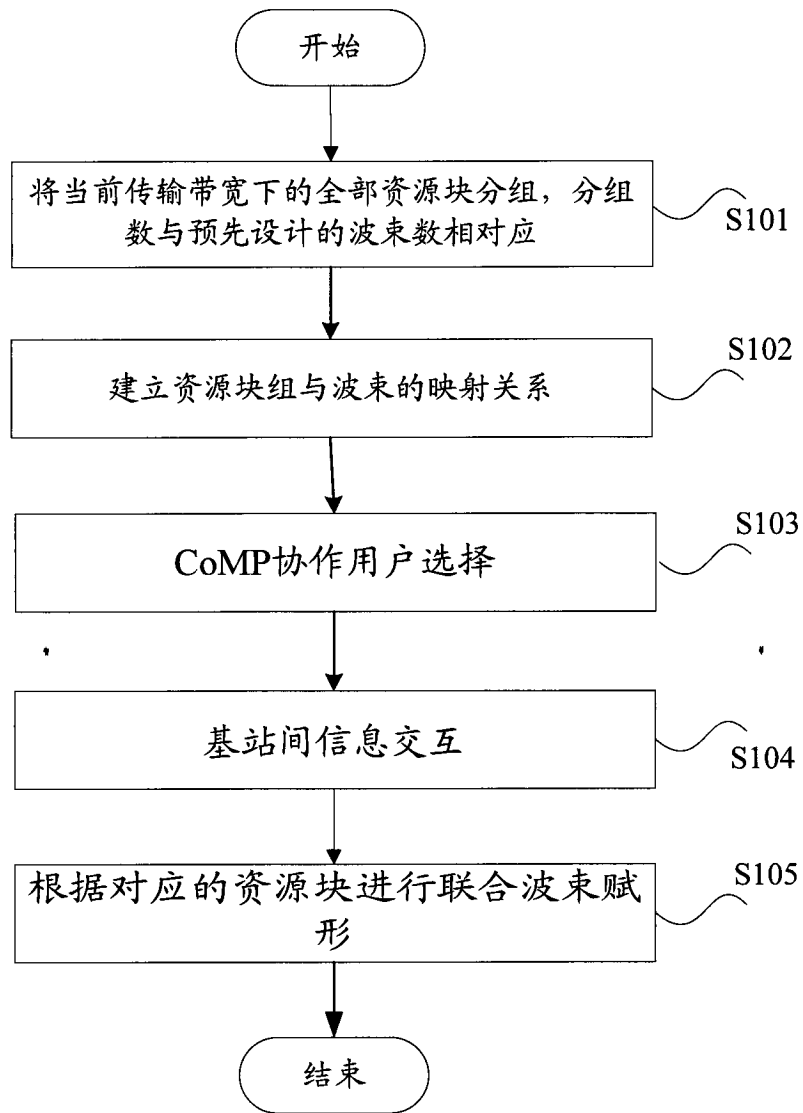 开始
将当前传输带宽下的全部资源块分组，分组
数与预先设计的波束数相对应
S101
建立资源块组与波束的映射关系
S102
CoMP协作用户选择
S103
基站间信息交互
S104
根据对应的资源块进行联合波束赋
形
S105
结束